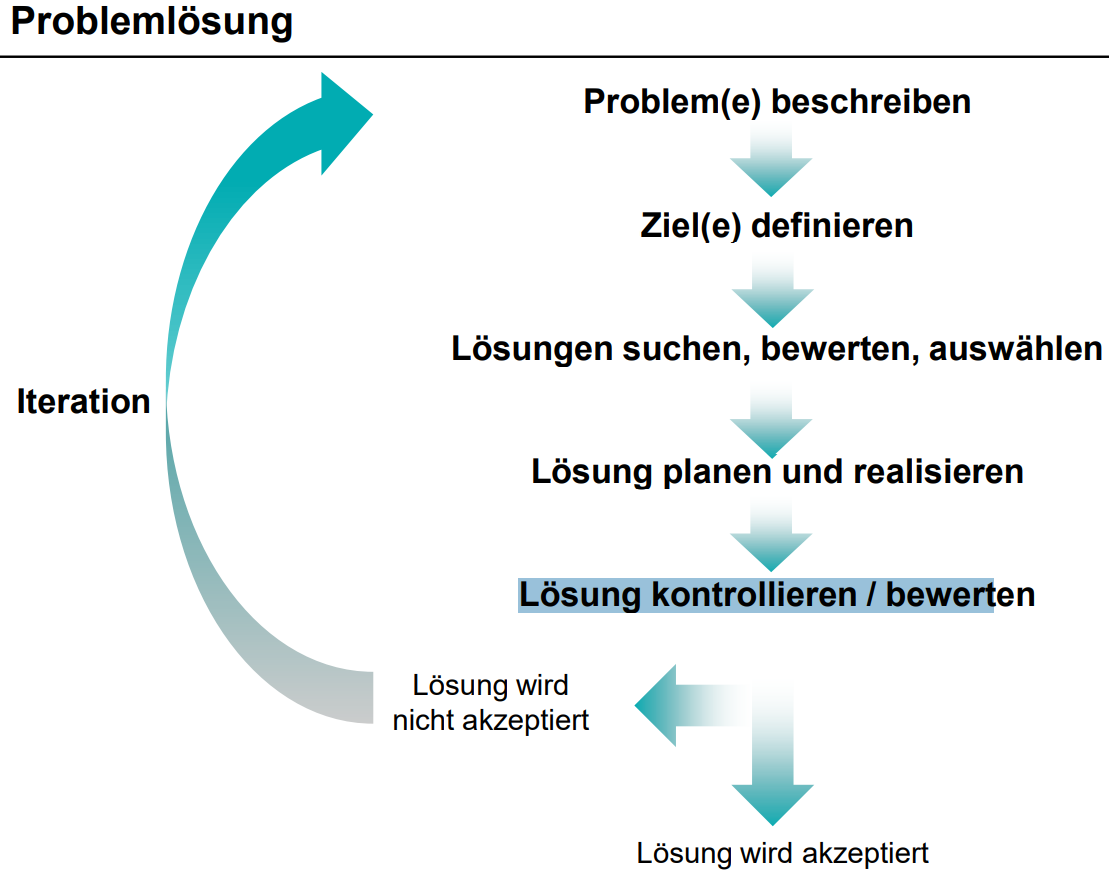 Problemlösung
Problem(e) beschreiben
Ziel(e) definieren
Lösungen suchen, bewerten, auswählen
Iteration
Lösung planen und realisieren
Lösung kontrollieren / bewerten
Lösung wird
nicht akzeptiert
Lösung wird akzeptiert